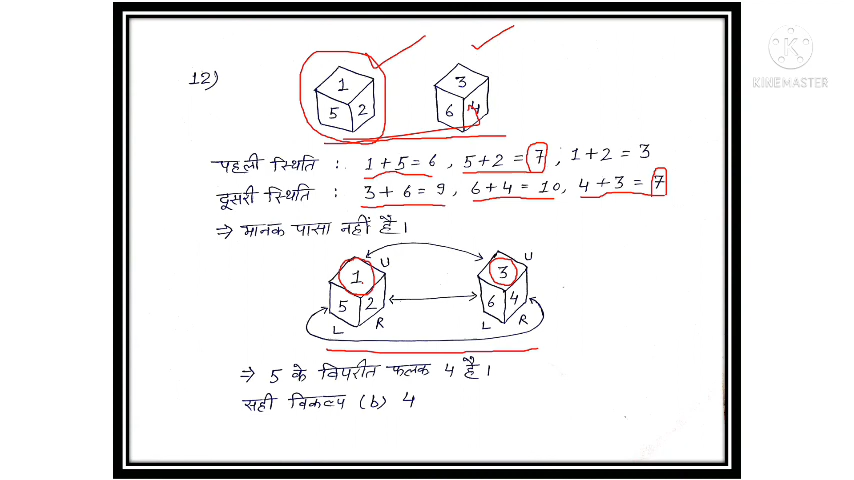 K
KINEMASTER
12)
1 5 2
3 6 4
पहली स्थिति : 1 + 5 = 6 , 5 + 2 = 7 , 1 + 2 = 3
दूसरी स्थिति : 3 + 6 = 9 , 6 + 4 = 10, 4 + 3 = 7
⇒ मानक पासा नहीं है।
1 U 5 2 L R
3 U 6 4 L R
⇒ 5 के विपरीत फलक 4 है।
सही विकल्प (b) 4